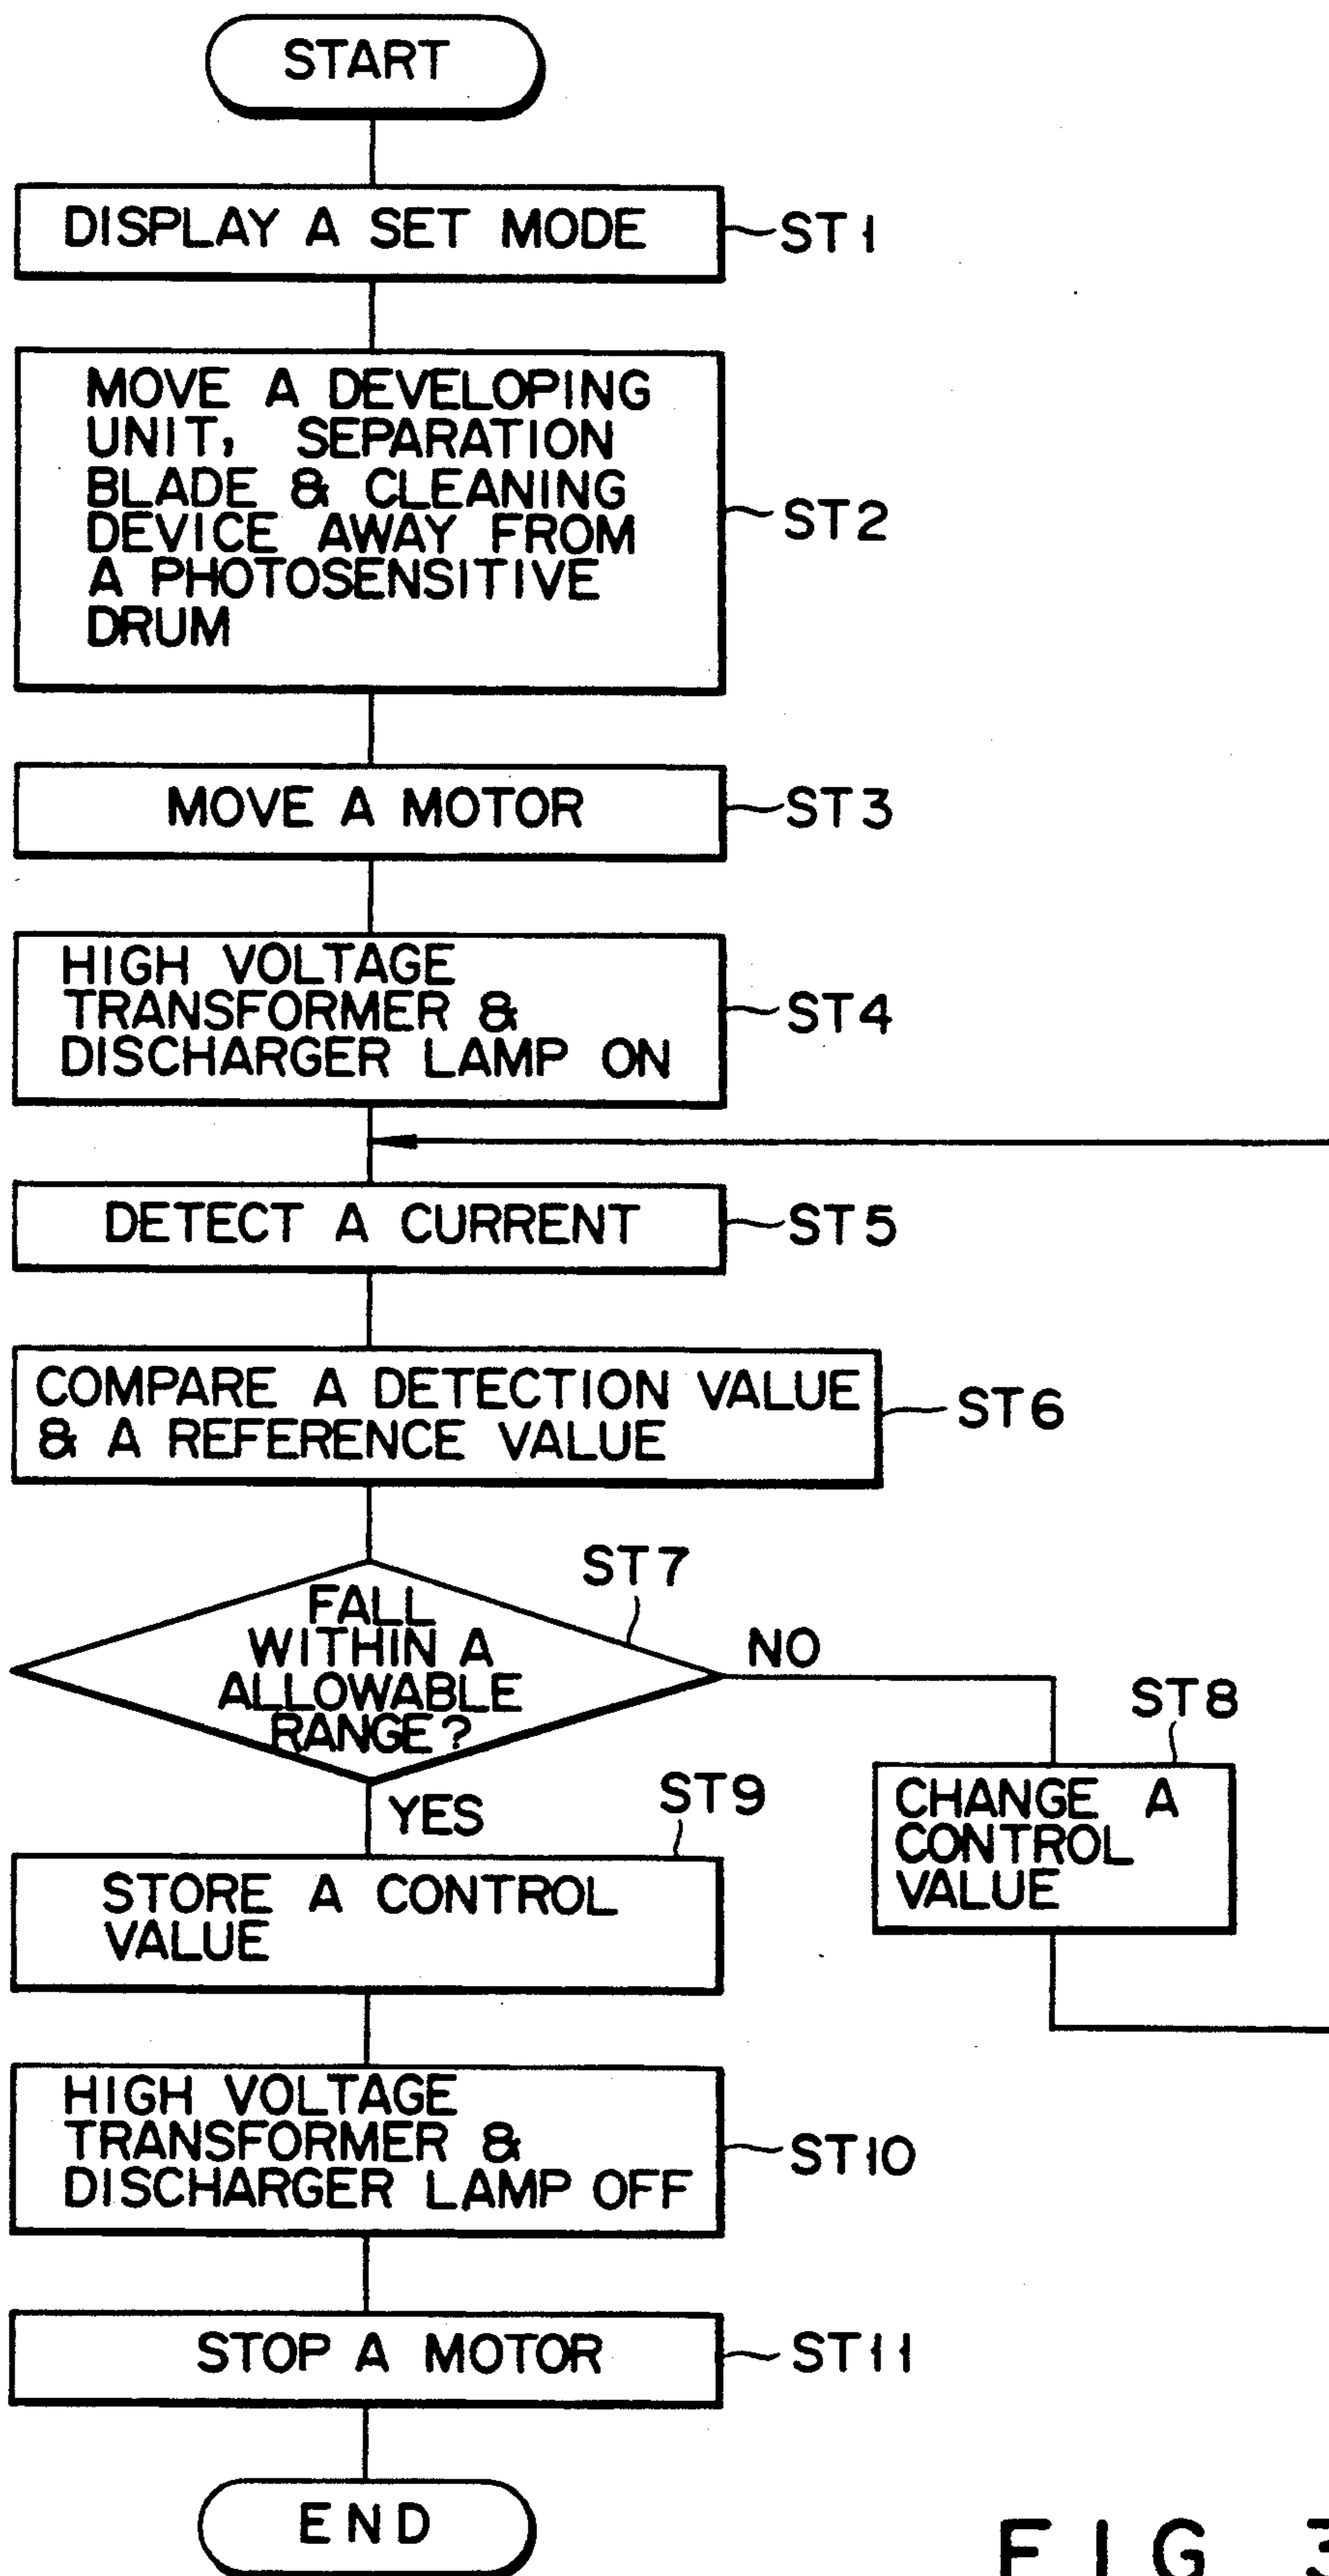 START
DISPLAY A SET MODE
ST1
MOVE A DEVELOPING
UNIT, SEPARATION
BLADE & CLEANING
DEVICE AWAY FROM
A PHOTOSENSITIVE
DRUM
ST2
MOVE A MOTOR
ST3
HIGH VOLTAGE
TRANSFORMER &
DISCHARGER LAMP ON
ST4
DETECT A CURRENT
ST5
COMPARE A DETECTION VALUE
& A REFERENCE VALUE
ST6
ST7
FALL
WITHIN A
ALLOWABLE
RANGE?
NO
ST8
CHANGE A
CONTROL
VALUE
YES
ST9
STORE A CONTROL
VALUE
HIGH VOLTAGE
TRANSFORMER &
DISCHARGER LAMP OFF
ST10
STOP A MOTOR
ST11
END
FIG 3